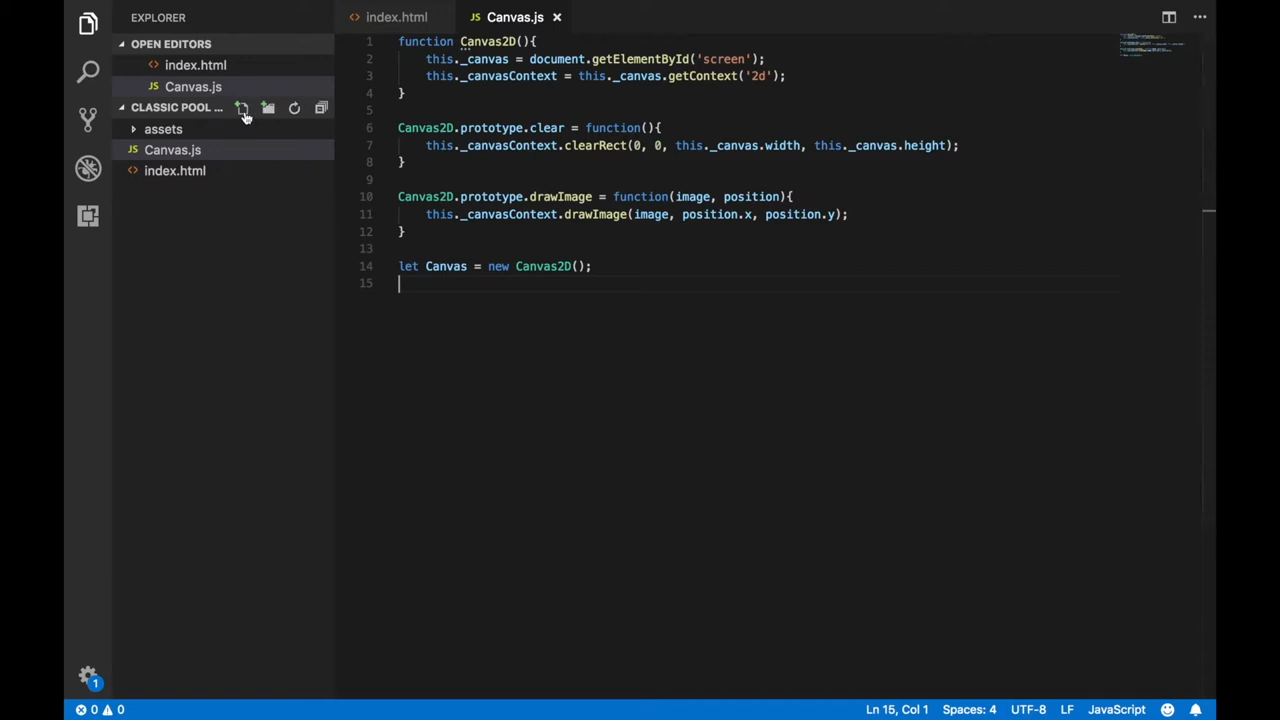 EXPLORER
OPEN EDITORS
index.html
Canvas.js
CLASSIC POOL ...
assets
Canvas.js
index.html
index.html
Canvas.js
1 function Canvas2D(){
2 this._canvas = document.getElementById('screen');
3 this._canvasContext = this._canvas.getContext('2d');
4 }
5
6 Canvas2D.prototype.clear = function(){
7 this._canvasContext.clearRect(0, 0, this._canvas.width, this._canvas.height);
8 }
9
10 Canvas2D.prototype.drawImage = function(image, position){
11 this._canvasContext.drawImage(image, position.x, position.y);
12 }
13
14 let Canvas = new Canvas2D();
15
1
0 0 Ln 15, Col 1 Spaces: 4 UTF-8 LF JavaScript